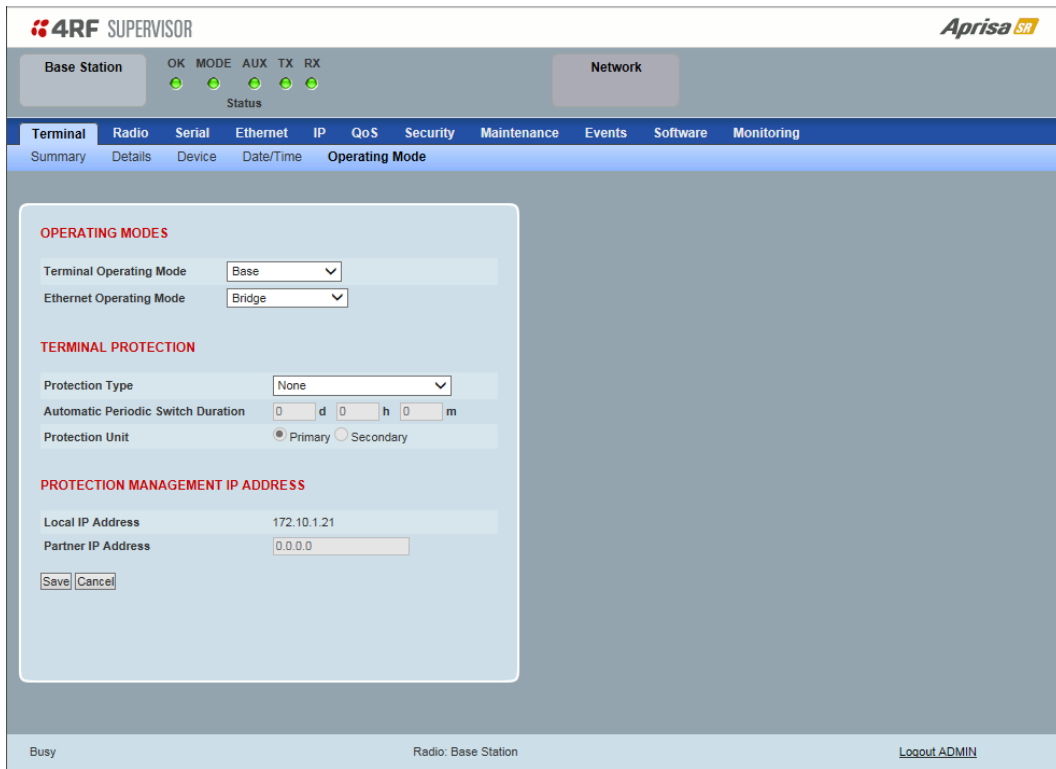 4RF SUPERVISOR
Aprisa SR
Base Station
OK MODE AUX TX RX
Status
Network
Terminal Radio Serial Ethernet IP QoS Security Maintenance Events Software Monitoring
Summary Details Device Date/Time Operating Mode
OPERATING MODES
Terminal Operating Mode Base
Ethernet Operating Mode Bridge
TERMINAL PROTECTION
Protection Type None
Automatic Periodic Switch Duration 0 d 0 h 0 m
Protection Unit Primary Secondary
PROTECTION MANAGEMENT IP ADDRESS
Local IP Address 172.10.1.21
Partner IP Address 0.0.0.0
Save Cancel
Busy Radio: Base Station Logout ADMIN